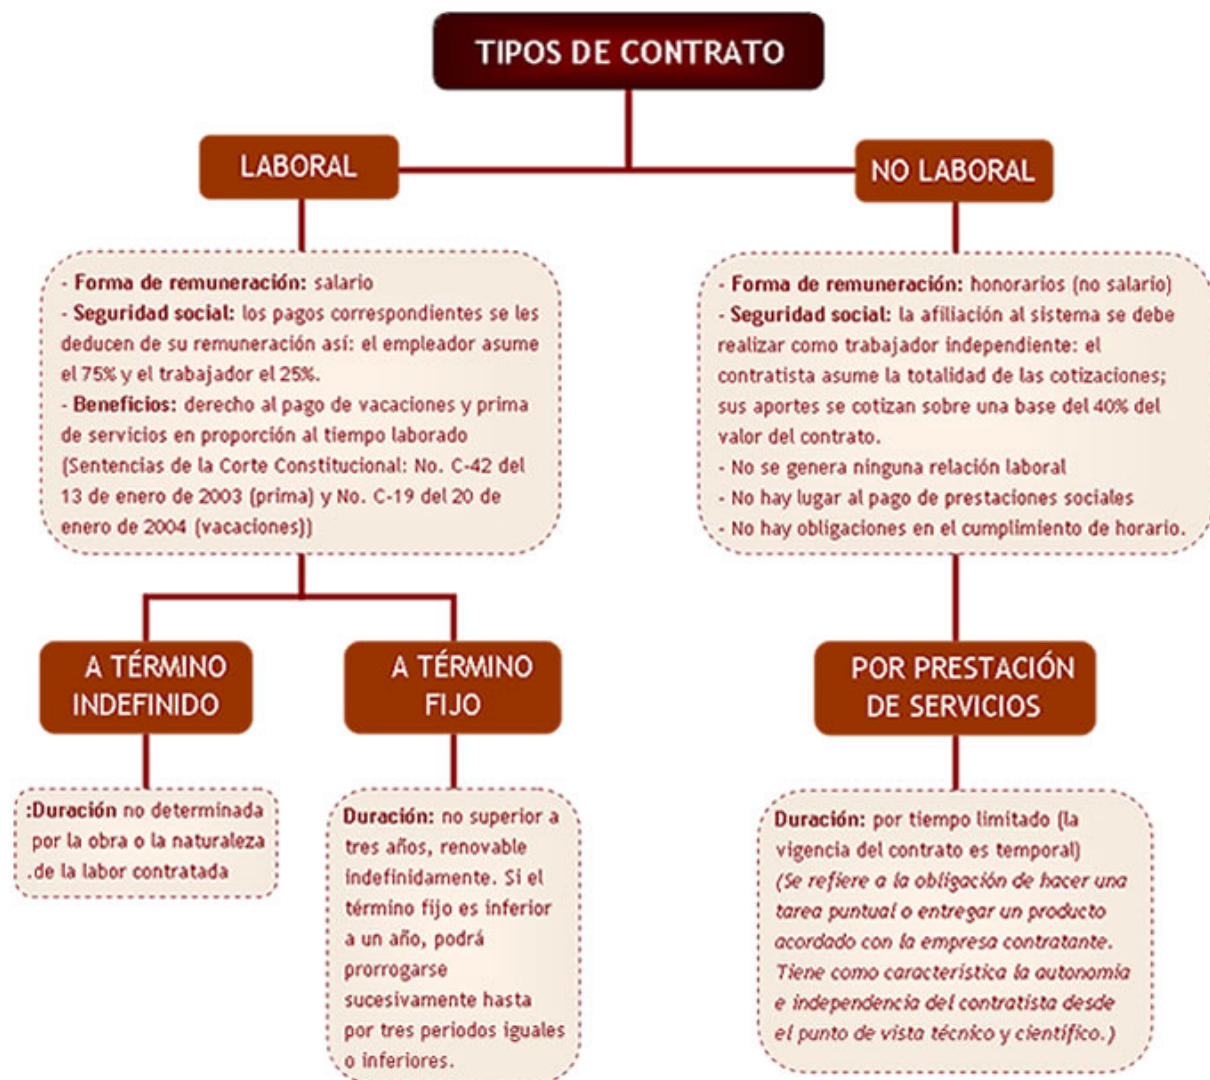 TIPOS DE CONTRATO
LABORAL
NO LABORAL
- Forma de remuneración: salario
- Seguridad social: los pagos correspondientes se les
deducen de su remuneración así: el empleador asume
el 75% y el trabajador el 25%.
- Beneficios: derecho al pago de vacaciones y prima
de servicios en proporción al tiempo laborado
(Sentencias de la Corte Constitucional: No. C-42 del
13 de enero de 2003 (prima) y No. C-19 del 20 de
enero de 2004 (vacaciones))
- Forma de remuneración: honorarios (no salario)
- Seguridad social: la afiliación al sistema se debe
realizar como trabajador independiente: el
contratista asume la totalidad de las cotizaciones;
sus aportes se cotizan sobre una base del 40% del
valor del contrato.
- No se genera ninguna relación laboral
- No hay lugar al pago de prestaciones sociales
- No hay obligaciones en el cumplimiento de horario.
A TÉRMINO
INDEFINIDO
A TÉRMINO
FIJO
POR PRESTACIÓN
DE SERVICIOS
:Duración no determinada
por la obra o la naturaleza
.de la labor contratada
Duración: no superior a
tres años, renovable
indefinidamente. Si el
término fijo es inferior
a un año, podrá
prorrogarse
sucesivamente hasta
por tres periodos iguales
o inferiores.
Duración: por tiempo limitado (la
vigencia del contrato es temporal)
(Se refiere a la obligación de hacer una
tarea puntual o entregar un producto
acordado con la empresa contratante.
Tiene como característica la autonomía
e independencia del contratista desde
el punto de vista técnico y científico.)